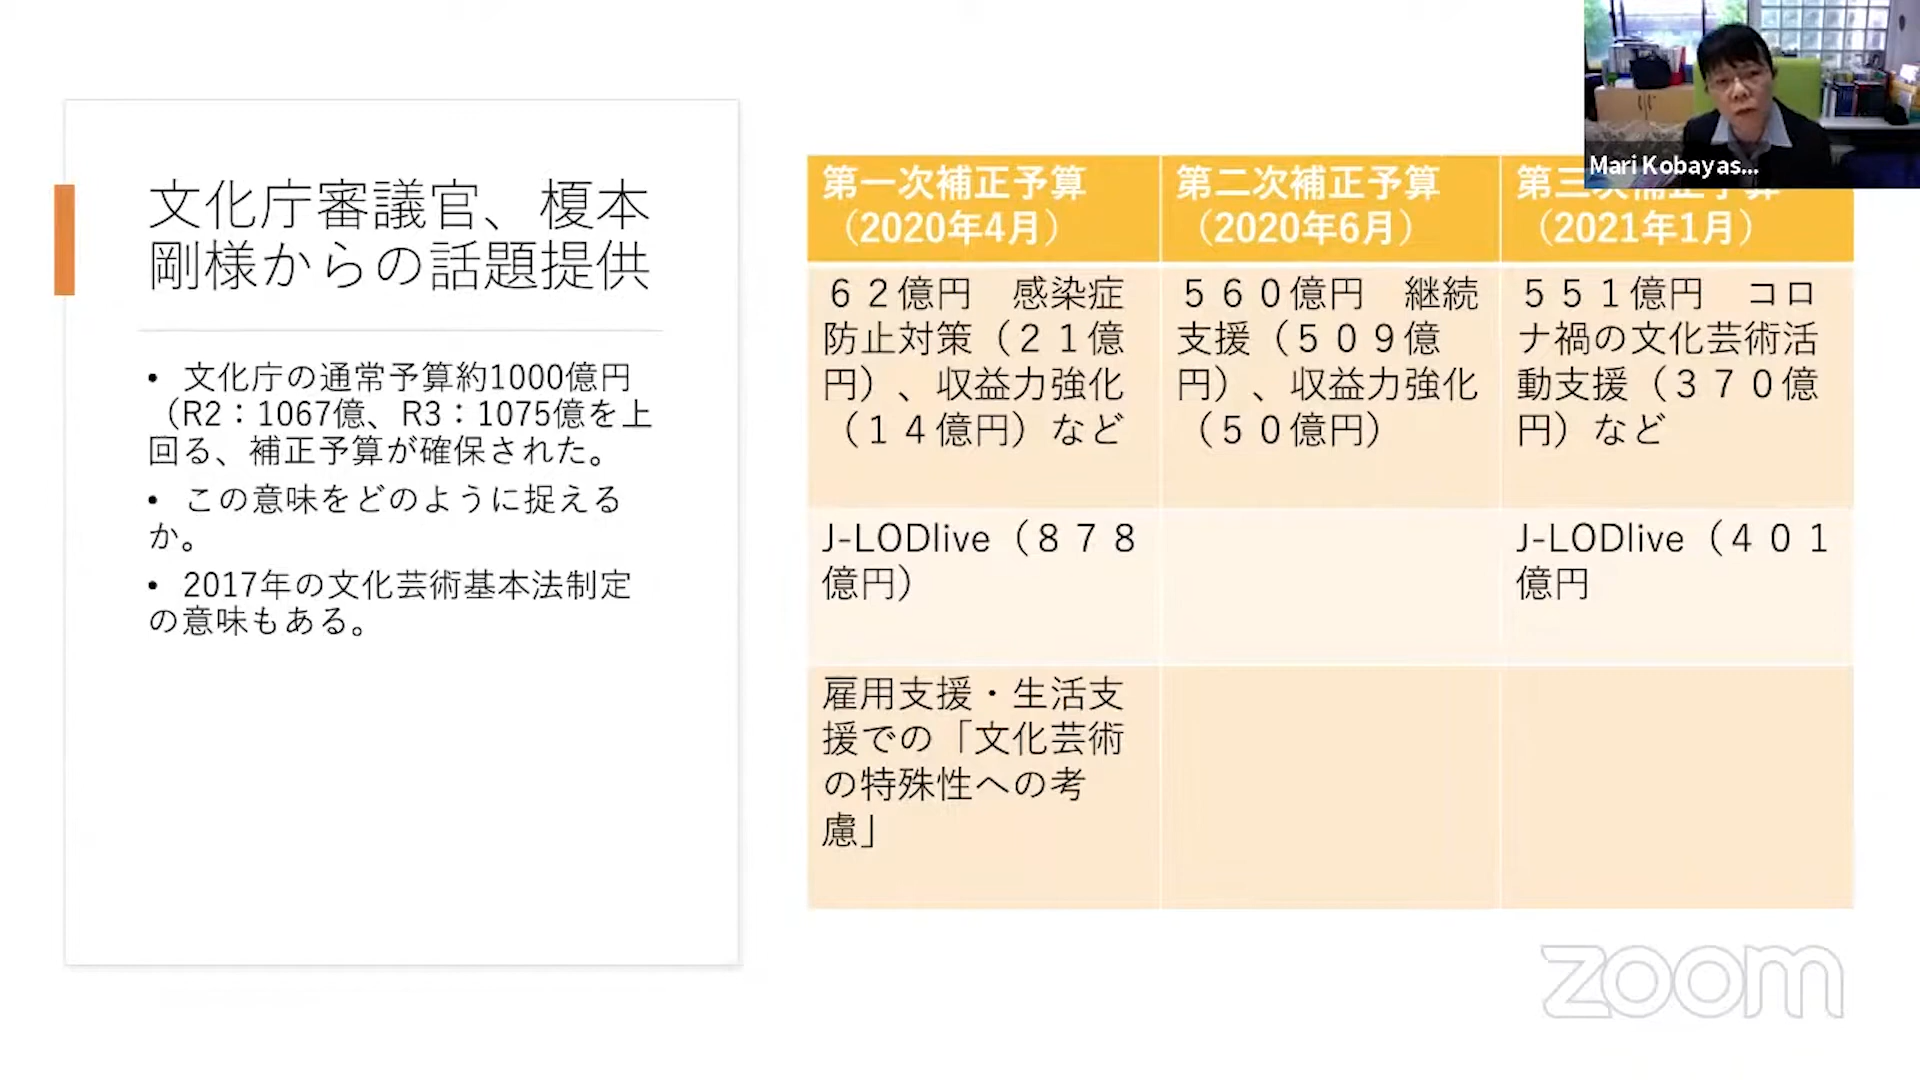 文化庁審議官、榎本
剛様からの話題提供
• 文化庁の通常予算約1000億円
（R2：1067億、R3：1075億を上
回る、補正予算が確保された。
• この意味をどのように捉える
か。
• 2017年の文化芸術基本法制定
の意味もある。
第一次補正予算
（2020年4月）
第二次補正予算
（2020年6月）
第三次補正予算
（2021年1月）
６２億円　感染症
防止対策（２１億
円）、収益力強化
（１４億円）など
５６０億円　継続
支援（５０９億
円）、収益力強化
（５０億円）
５５１億円　コロ
ナ禍の文化芸術活
動支援（３７０億
円）など
J-LODlive（８７８
億円）
J-LODlive（４０１
億円
雇用支援・生活支
援での「文化芸術
の特殊性への考
慮」
Mari Kobayas...
zoom